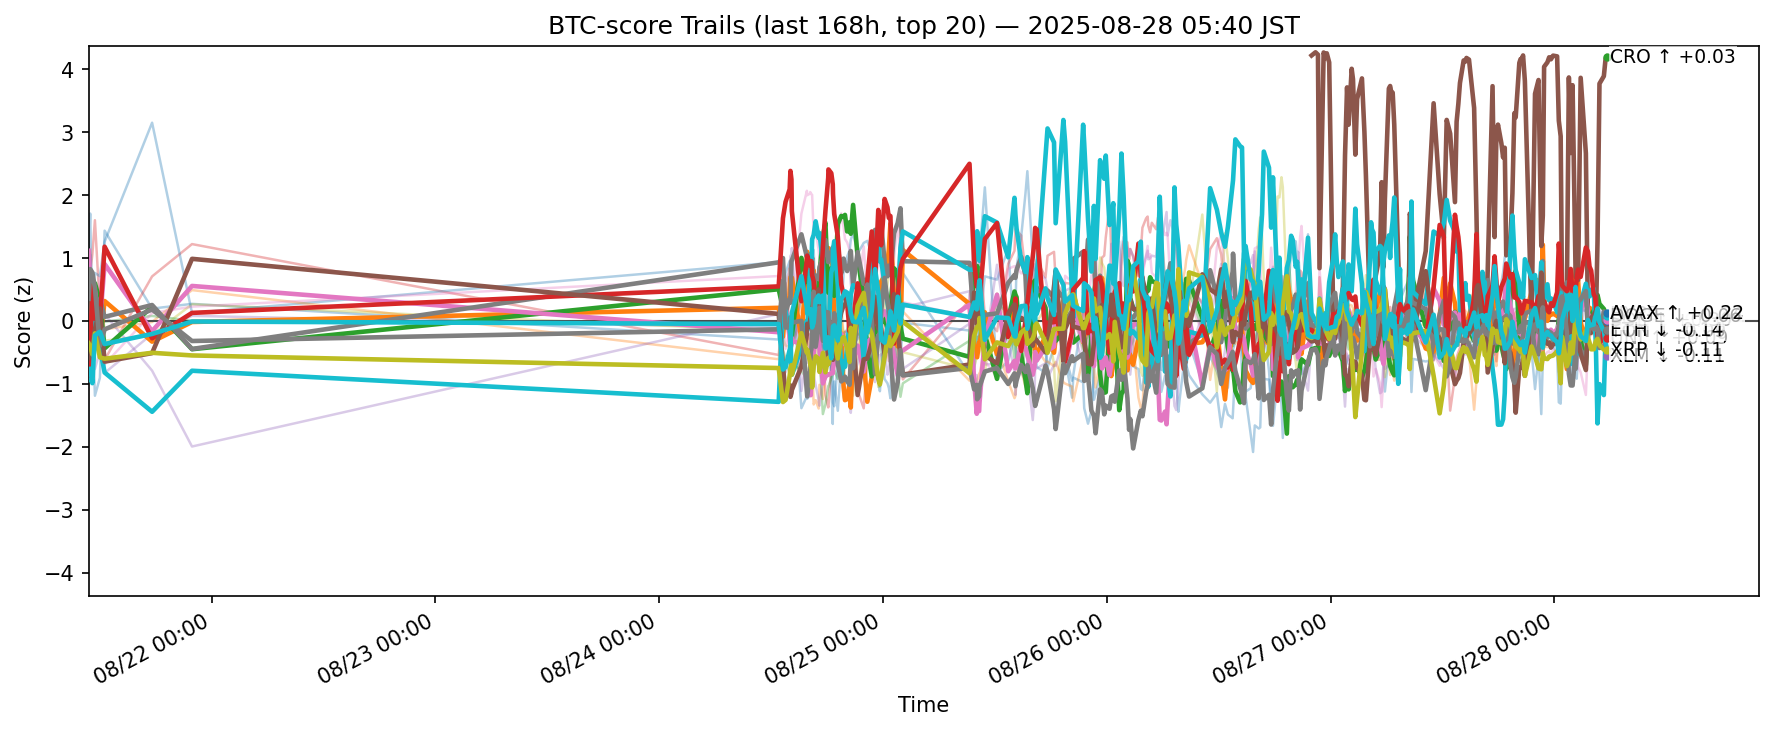 BTC-score Trails (last 168h, top 20) — 2025-08-28 05:40 JST
Score (z)
4
3
2
1
0
−1
−2
−3
−4
CRO ↑ +0.03
AVAX ↑ +0.22
ETH ↓ -0.14
XRP ↓ -0.11
08/22 00:00
08/23 00:00
08/24 00:00
08/25 00:00
08/26 00:00
08/27 00:00
08/28 00:00
Time